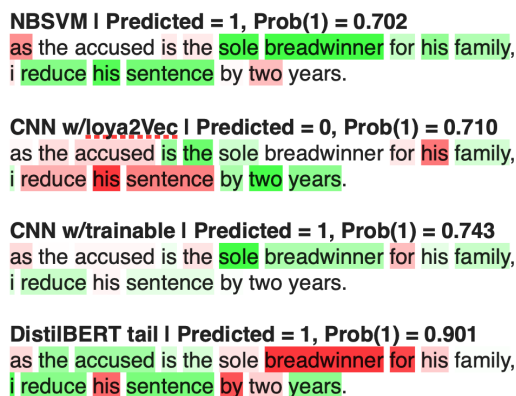 NBSVM | Predicted = 1, Prob(1) = 0.702
as the accused is the sole breadwinner for his family,
i reduce his sentence by two years.
CNN w/loya2Vec | Predicted = 0, Prob(1) = 0.710
as the accused is the sole breadwinner for his family,
i reduce his sentence by two years.
CNN w/trainable | Predicted = 1, Prob(1) = 0.743
as the accused is the sole breadwinner for his family,
i reduce his sentence by two years.
DistilBERT tail | Predicted = 1, Prob(1) = 0.901
as the accused is the sole breadwinner for his family,
i reduce his sentence by two years.